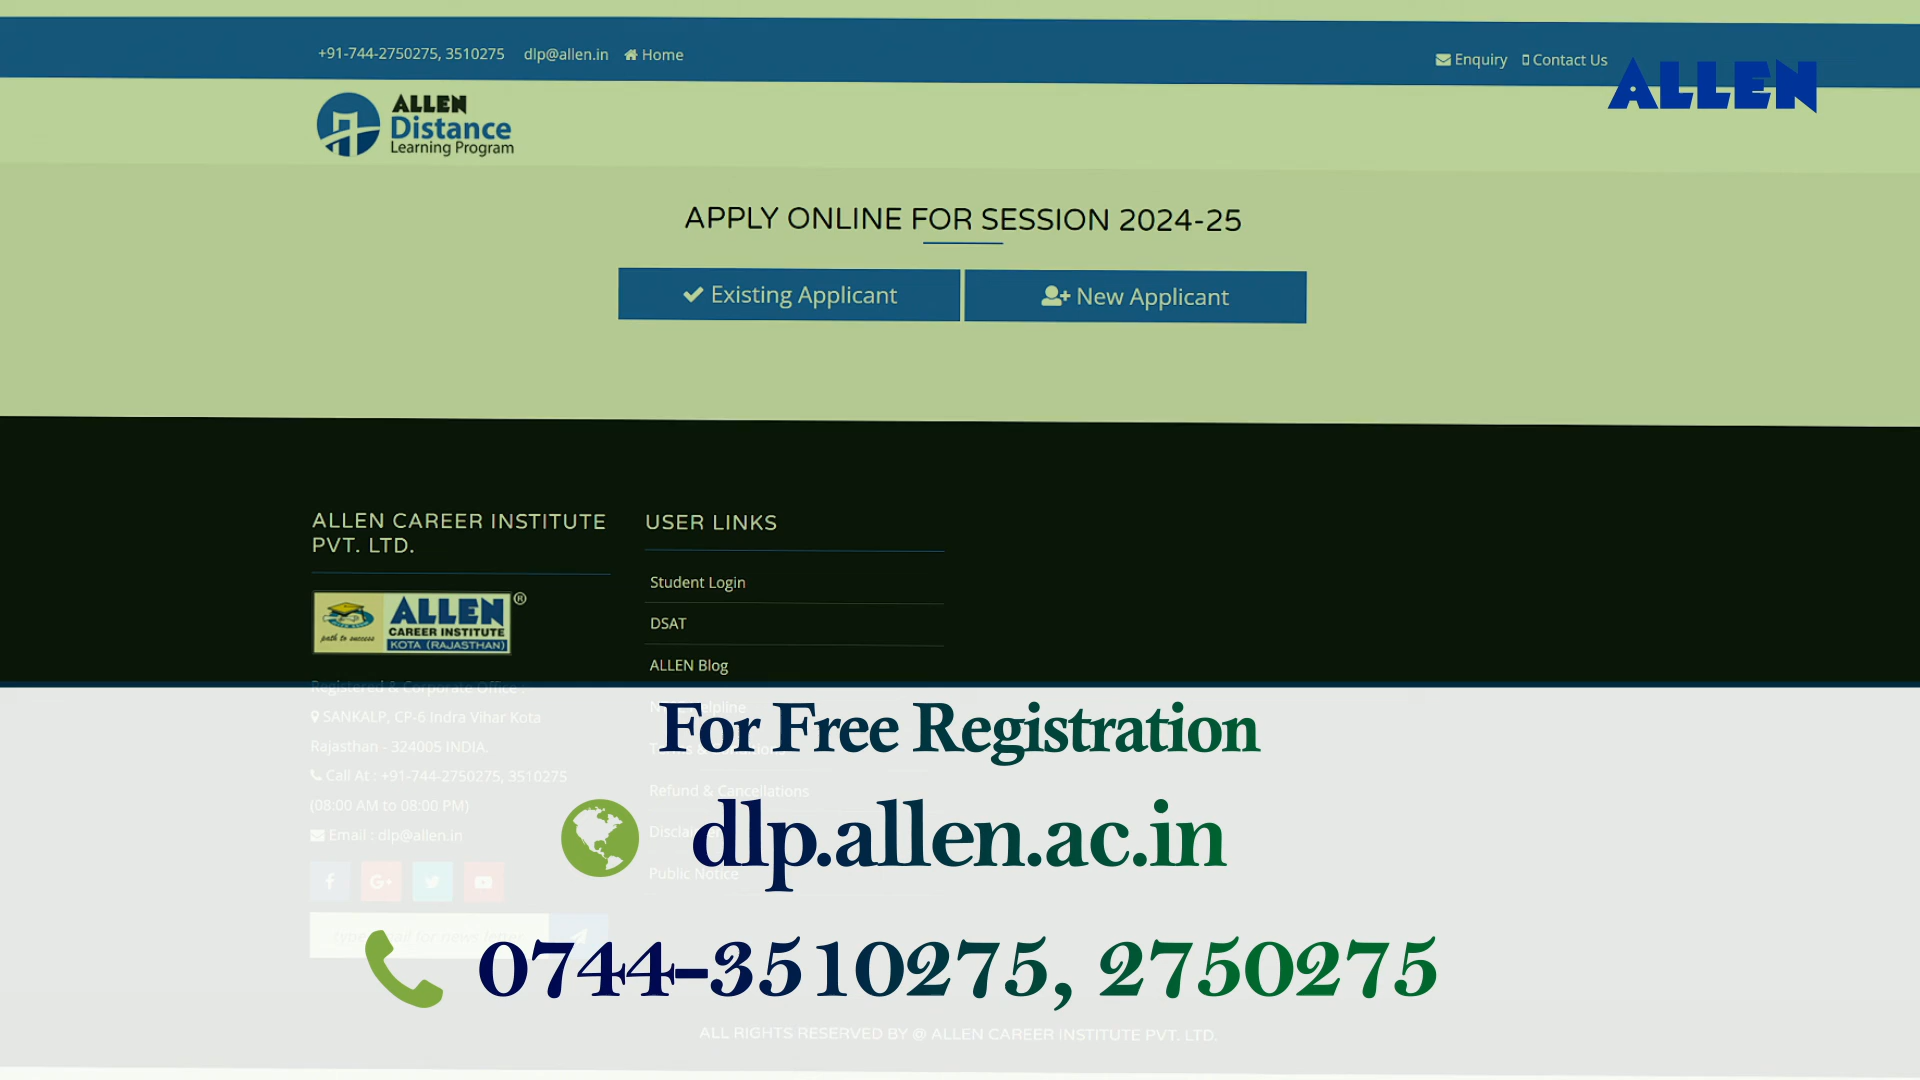 +91-744-2750275, 3510275 dlp@allen.in Home
Enquiry Contact Us
ALLEN
ALLEN
Distance
Learning Program
APPLY ONLINE FOR SESSION 2024-25
Existing Applicant
New Applicant
ALLEN CAREER INSTITUTE
PVT. LTD.
ALLEN®
CAREER INSTITUTE
KOTA (RAJASTHAN)
path to success
Registered & Corporate Office :
SANKALP, CP-6 Indra Vihar Kota
Rajasthan - 324005 INDIA.
Call At : +91-744-2750275, 3510275
(08:00 AM to 08:00 PM)
Email : dlp@allen.in
USER LINKS
Student Login
DSAT
ALLEN Blog
Refund & Cancellations
Public Notice
For Free Registration
dlp.allen.ac.in
0744-3510275, 2750275
ALL RIGHTS RESERVED BY @ ALLEN CAREER INSTITUTE PVT. LTD.